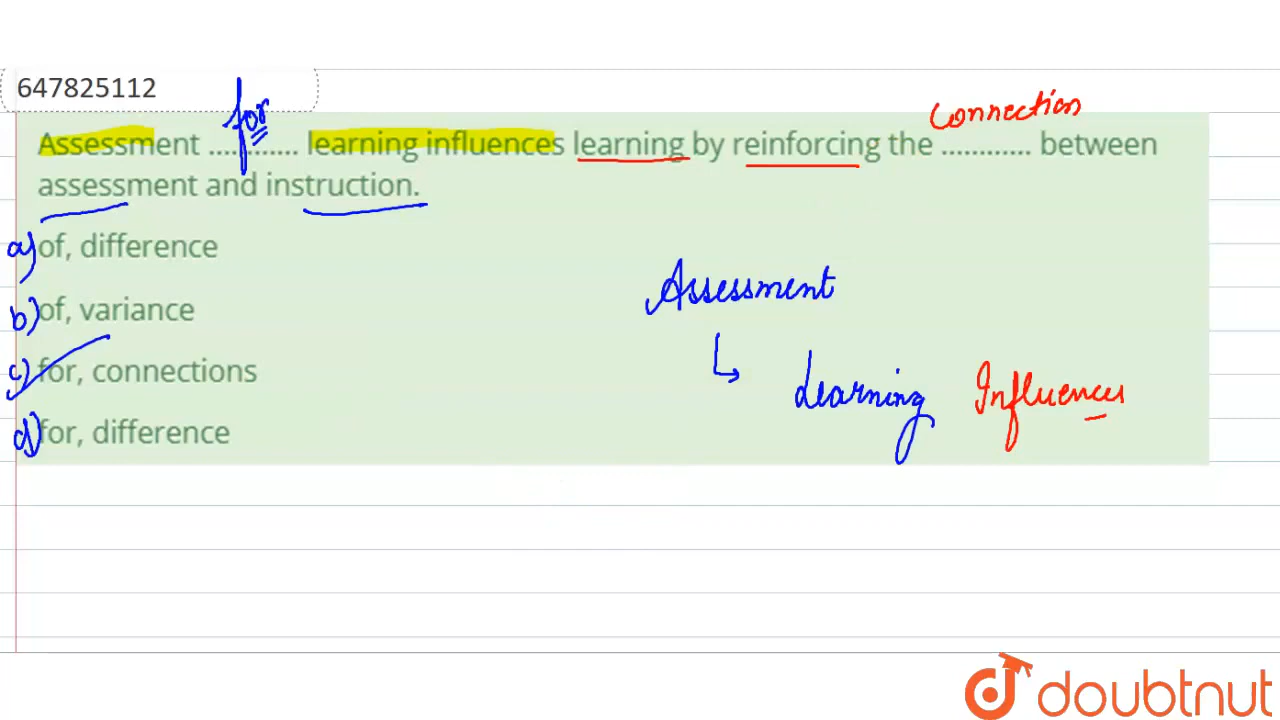 647825112
for
connection
Assessment ............ learning influences learning by reinforcing the ............ between
assessment and instruction.
a) of, difference
b) of, variance
c) for, connections
d) for, difference
Assessment
Learning Influences
doubtnut